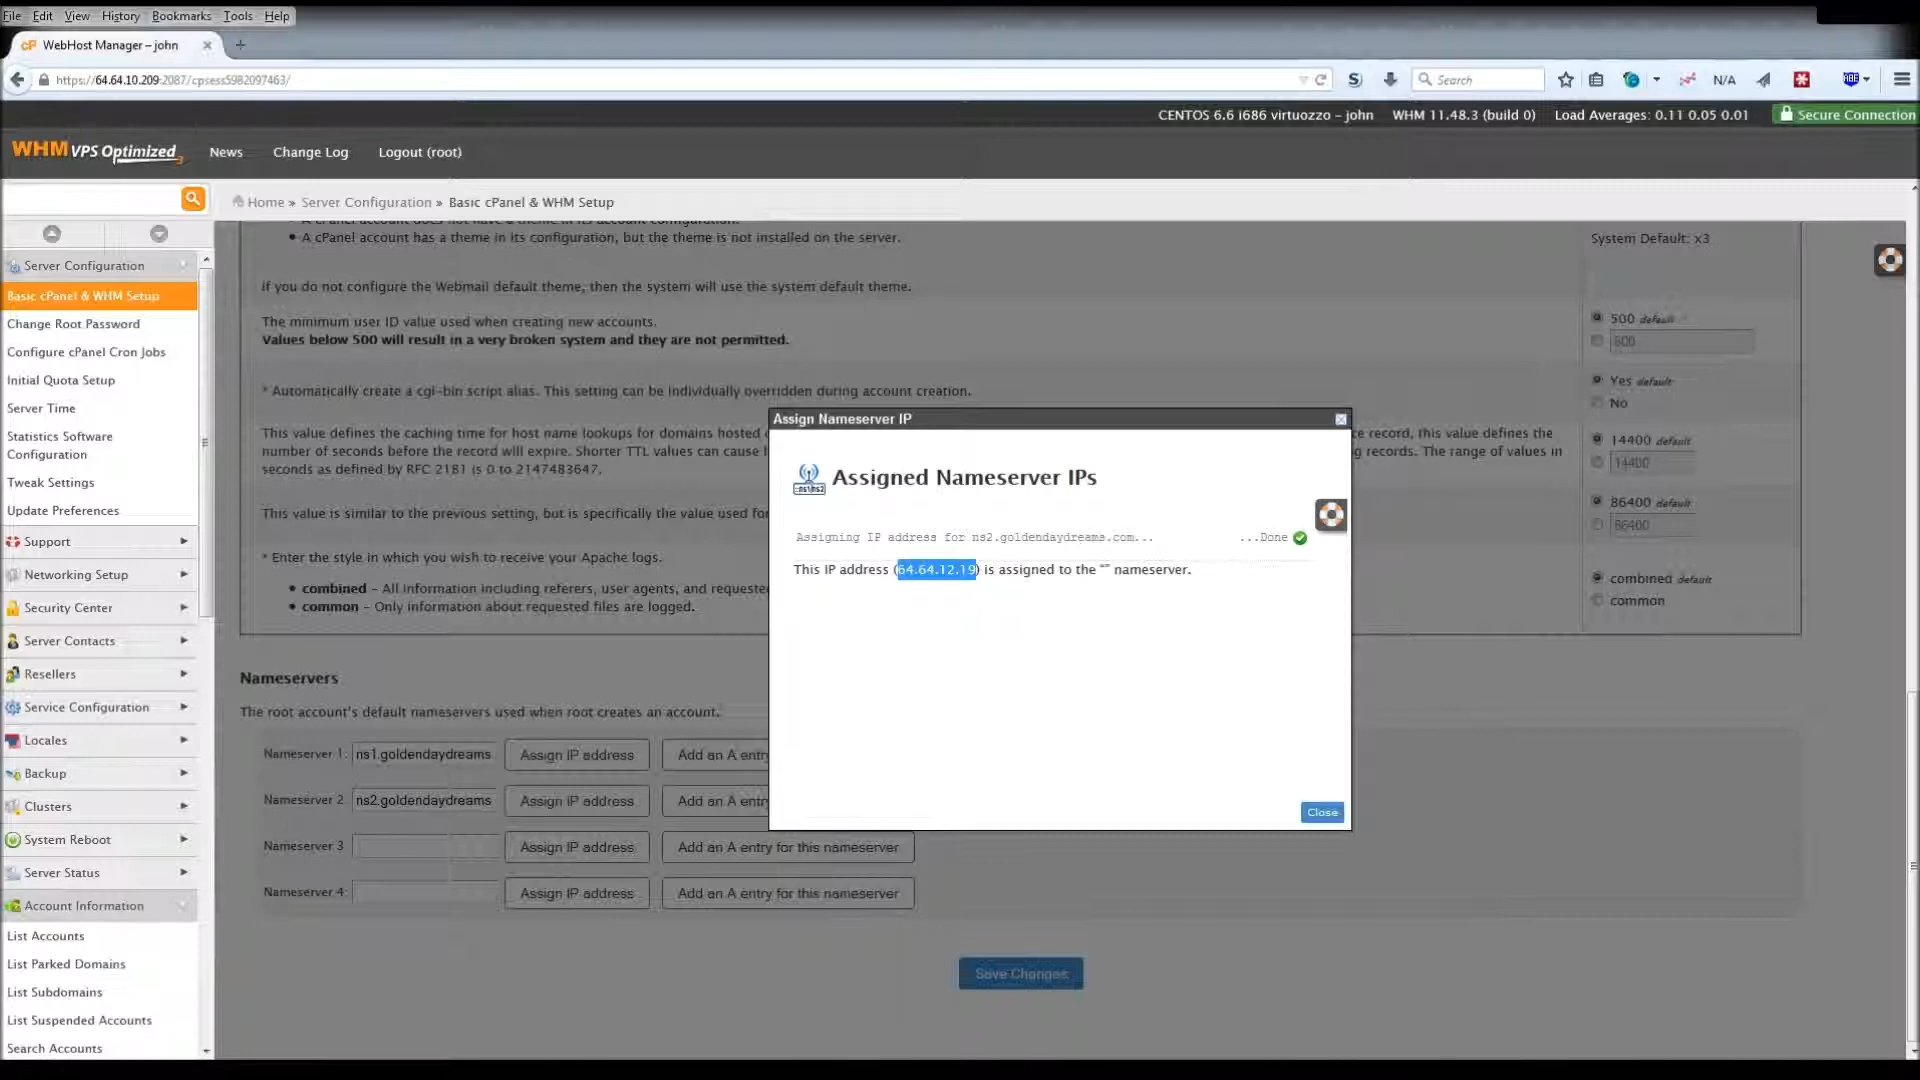 File Edit View History Bookmarks Tools Help
cP WebHost Manager – john
https://64.64.10.209:2087/cpsess5982097463/
Search
N/A
CENTOS 6.6 i686 virtuozzo – john WHM 11.48.3 (build 0) Load Averages: 0.11 0.05 0.01 Secure Connection
WHM VPS Optimized News Change Log Logout (root)
Home » Server Configuration » Basic cPanel & WHM Setup
Server Configuration
Basic cPanel & WHM Setup
Change Root Password
Configure cPanel Cron Jobs
Initial Quota Setup
Server Time
Statistics Software
Configuration
Tweak Settings
Update Preferences
Support
Networking Setup
Security Center
Server Contacts
Resellers
Service Configuration
Locales
Backup
Clusters
System Reboot
Server Status
Account Information
List Accounts
List Parked Domains
List Subdomains
List Suspended Accounts
Search Accounts
• A cPanel account does not have a theme in its account configuration.
• A cPanel account has a theme in its configuration, but the theme is not installed on the server.
System Default: x3
If you do not configure the Webmail default theme, then the system will use the system default theme.
The minimum user ID value used when creating new accounts.
Values below 500 will result in a very broken system and they are not permitted.
500 default
500
* Automatically create a cgi-bin script alias. This setting can be individually overridden during account creation.
Yes default
No
This value defines the caching time for host name lookups for domains hosted
ce record, this value defines the
number of seconds before the record will expire. Shorter TTL values can cause
g records. The range of values in
seconds as defined by RFC 2181 is 0 to 2147483647.
14400 default
14400
This value is similar to the previous setting, but is specifically the value used for
86400 default
86400
* Enter the style in which you wish to receive your Apache logs.
• combined – All information including referers, user agents, and requested
• common – Only information about requested files are logged.
combined default
common
Assign Nameserver IP
Assigned Nameserver IPs
Assigning IP address for ns2.goldendaydreams.com... ...Done
This IP address (64.64.12.19) is assigned to the "" nameserver.
Close
Nameservers
The root account's default nameservers used when root creates an account.
Nameserver 1: ns1.goldendaydreams Assign IP address Add an A entry
Nameserver 2: ns2.goldendaydreams Assign IP address Add an A entry
Nameserver 3: Assign IP address Add an A entry for this nameserver
Nameserver 4: Assign IP address Add an A entry for this nameserver
Save Changes